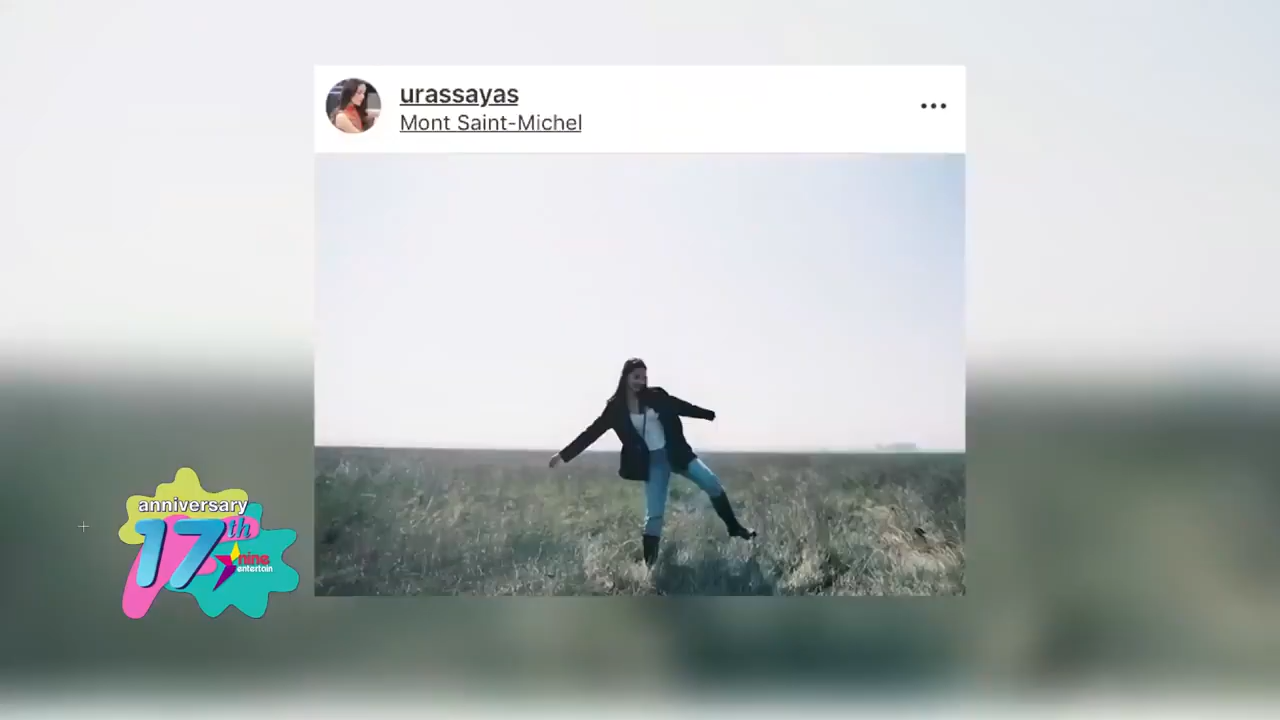 urassayas
Mont Saint-Michel
anniversary
17th
nine
entertain